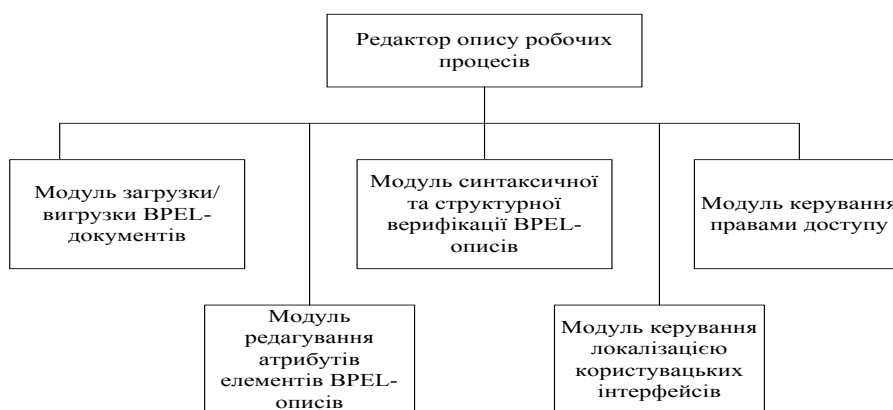 Редактор опису робочих
процесів
Модуль загрузки/
вигрузки BPEL-
документів
Модуль синтаксичної
та структурної
верифікації BPEL-
описів
Модуль керування
правами доступу
Модуль
редагування
атрибутів
елементів BPEL-
описів
Модуль керування
локалізацією
користувацьких
інтерфейсів